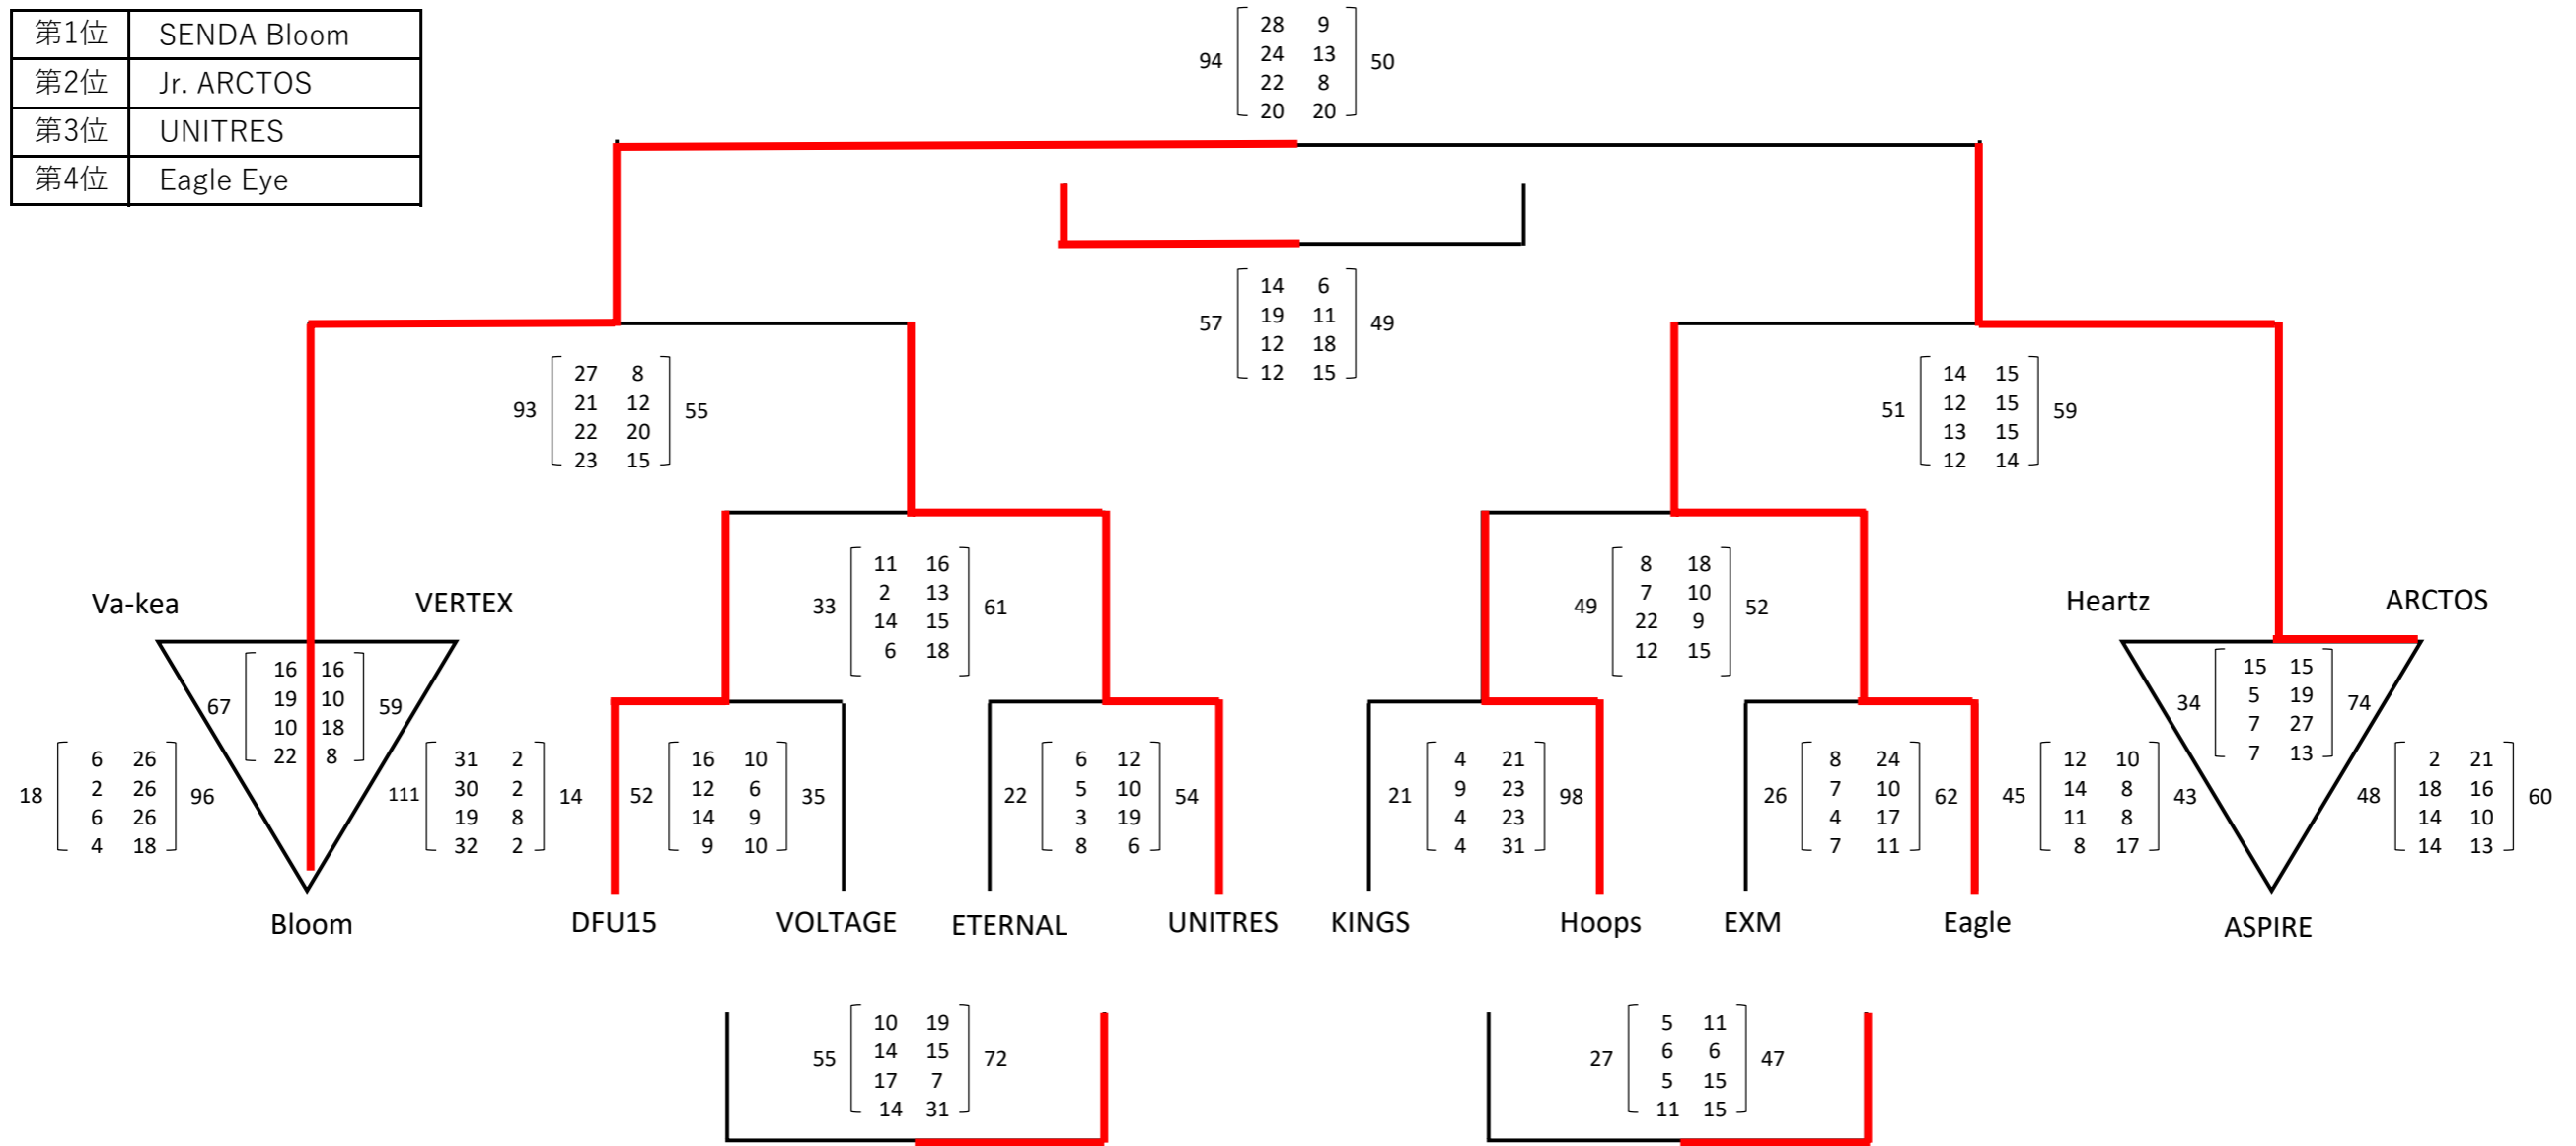 第1位 SENDA Bloom
第2位 Jr. ARCTOS
第3位 UNITRES
第4位 Eagle Eye
28 9
94 24 13 50
22 8
20 20
14 6
57 19 11 49
12 18
12 15
27 8
93 21 12 55
22 20
23 15
14 15
51 12 15 59
13 15
12 14
11 16
33 2 13 61
14 15
6 18
8 18
49 7 10 52
22 9
12 15
Va-kea VERTEX
Heartz ARCTOS
16 16
67 19 10 59
10 18
22 8
15 15
34 5 19 74
7 27
7 13
6 26
18 2 26 96
6 26
4 18
31 2
111 30 2 14
19 8
32 2
16 10
52 12 6 35
14 9
9 10
6 12
22 5 10 54
3 19
8 6
4 21
21 9 23 98
4 23
4 31
8 24
26 7 10 62
4 17
7 11
12 10
45 14 8 43
11 8
8 17
2 21
48 18 16 60
14 10
14 13
Bloom DFU15 VOLTAGE ETERNAL UNITRES KINGS Hoops EXM Eagle ASPIRE
10 19
55 14 15 72
17 7
14 31
5 11
27 6 6 47
5 15
11 15